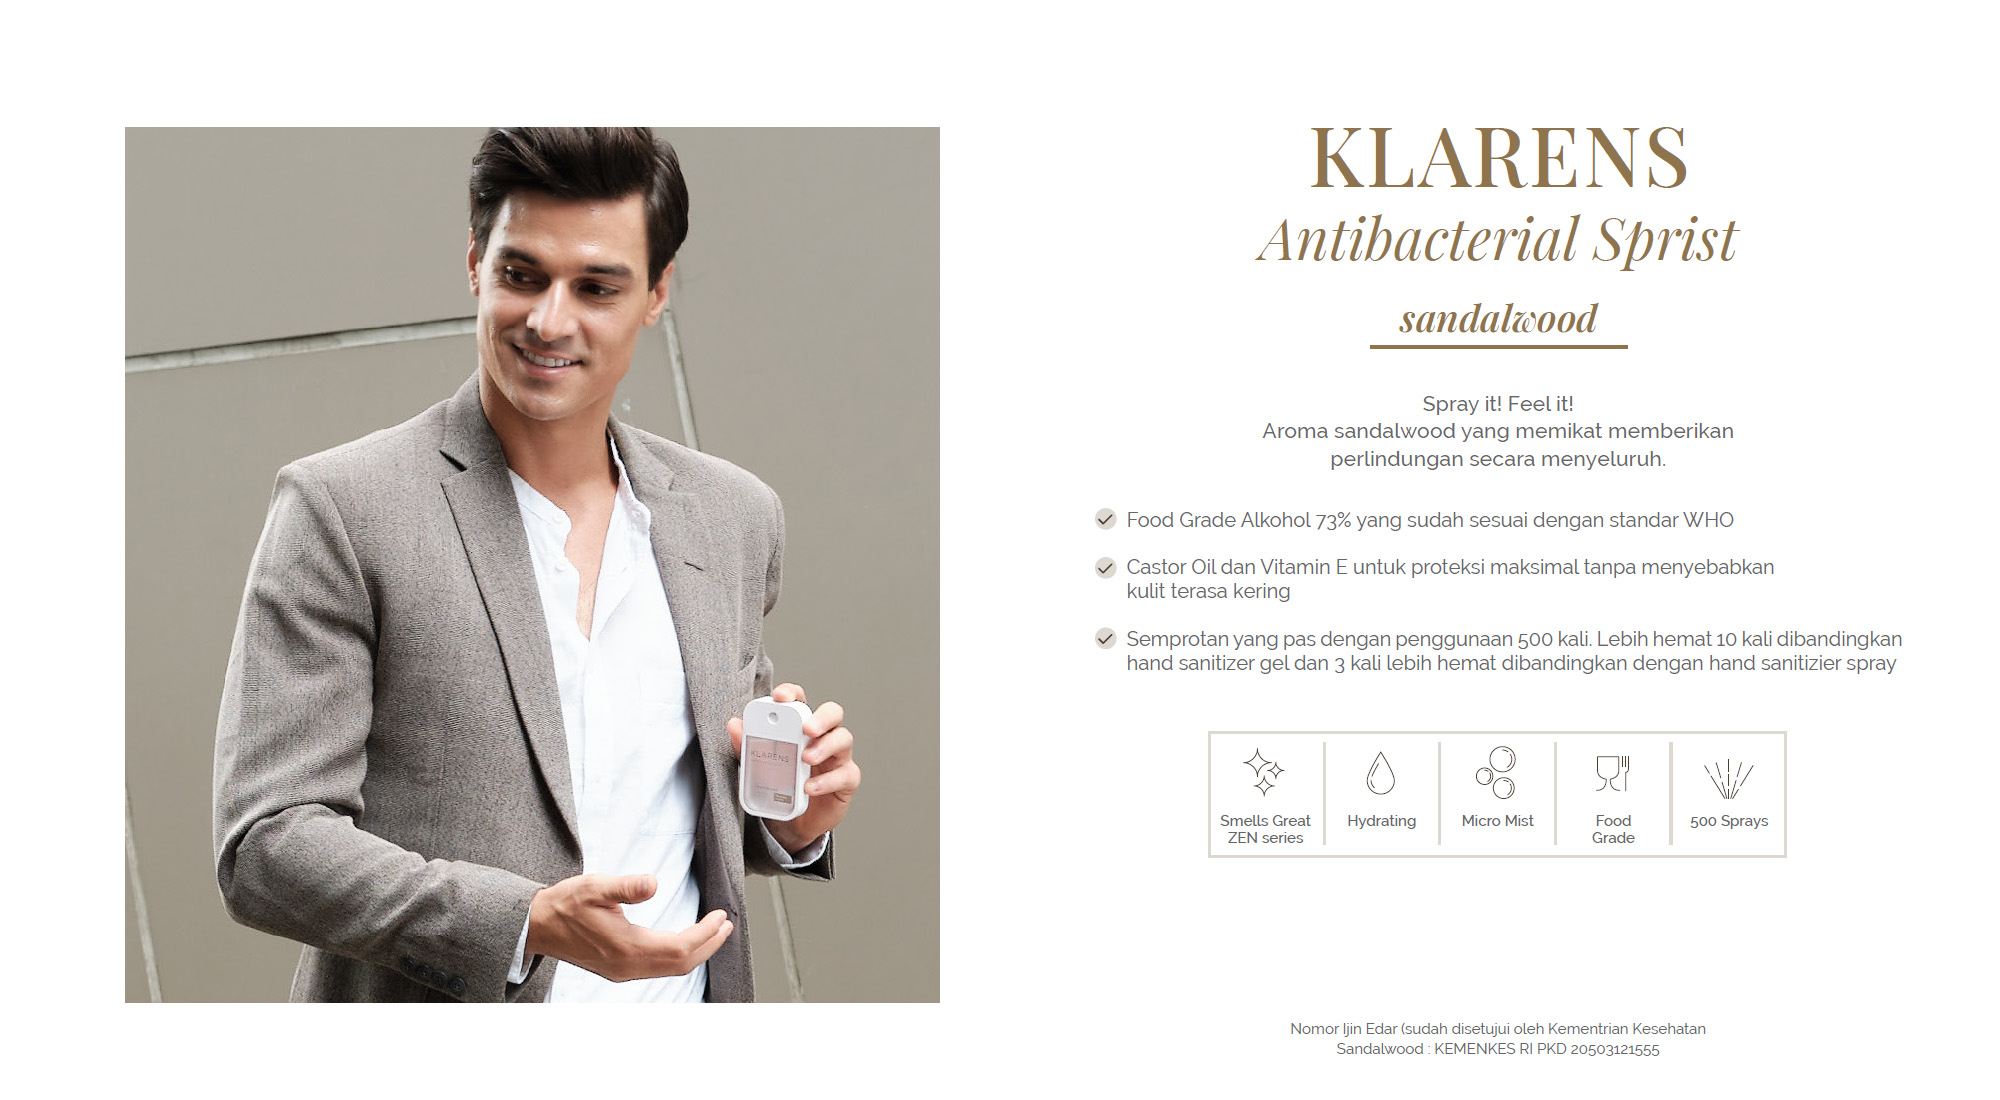 KLARENS
Antibacterial Sprist
sandalwood
Spray it! Feel it!
Aroma sandalwood yang memikat memberikan
perlindungan secara menyeluruh.
Food Grade Alkohol 73% yang sudah sesuai dengan standar WHO
Castor Oil dan Vitamin E untuk proteksi maksimal tanpa menyebabkan
kulit terasa kering
Semprotan yang pas dengan penggunaan 500 kali. Lebih hemat 10 kali dibandingkan
hand sanitizer gel dan 3 kali lebih hemat dibandingkan dengan hand sanitizier spray
Smells Great
ZEN series
Hydrating
Micro Mist
Food
Grade
500 Sprays
Nomor Ijin Edar (sudah disetujui oleh Kementrian Kesehatan
Sandalwood : KEMENKES RI PKD 20503121555
KLARENS